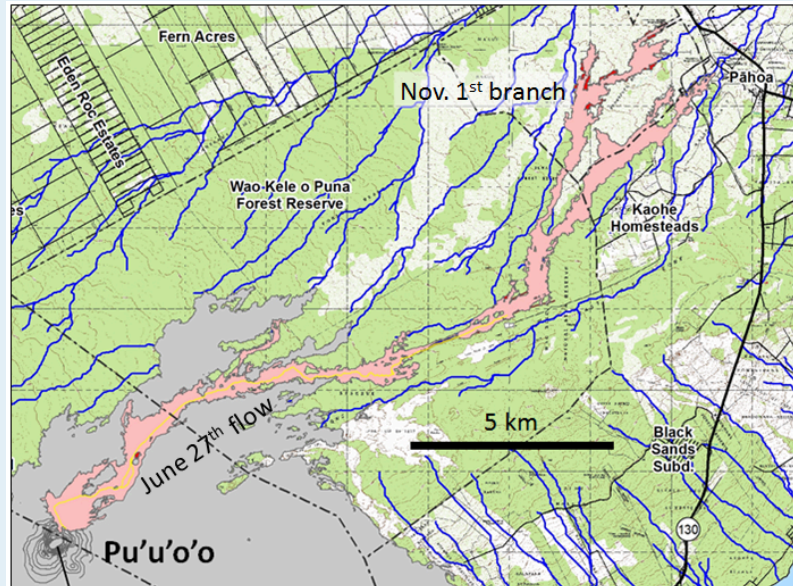 Fern Acres
Eden Roc Estates
Nov. 1st branch
Pāhoa
Wao Kele o Puna
Forest Reserve
es
Kaohe
Homesteads
June 27th flow
5 km
Black
Sands
Subd.
130
Pu'u'o'o